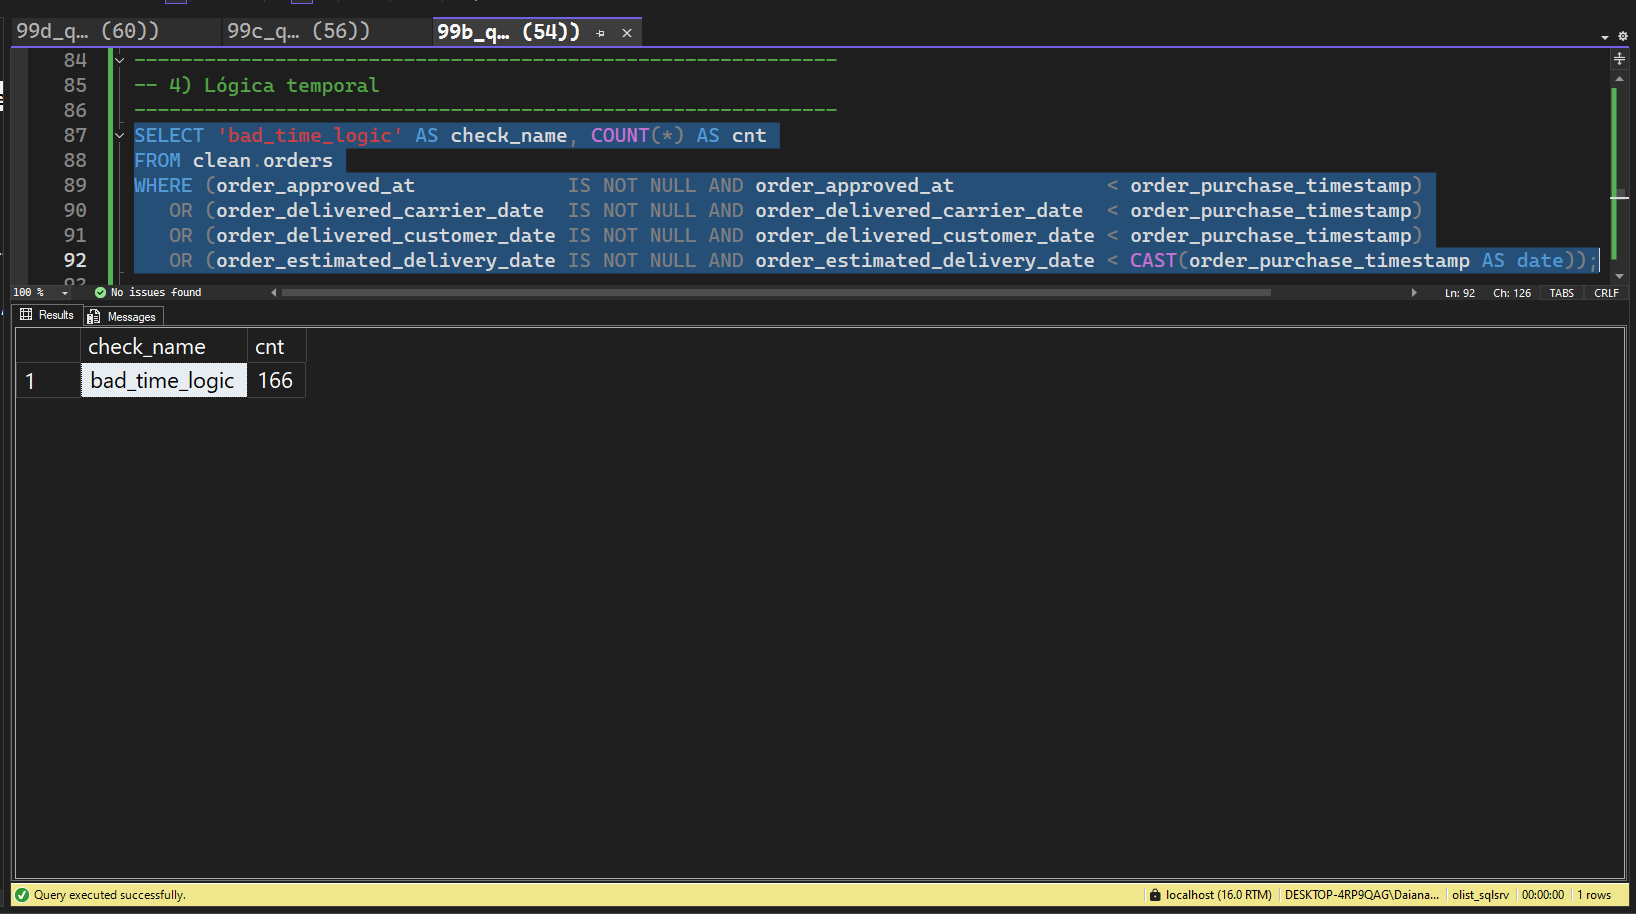 99d_q... (60))
99c_q... (56))
99b_q... (54))
84 ------------------------------------------------------------
85 -- 4) Lógica temporal
86 ------------------------------------------------------------
87 SELECT 'bad_time_logic' AS check_name, COUNT(*) AS cnt
88 FROM clean.orders
89 WHERE (order_approved_at IS NOT NULL AND order_approved_at < order_purchase_timestamp)
90 OR (order_delivered_carrier_date IS NOT NULL AND order_delivered_carrier_date < order_purchase_timestamp)
91 OR (order_delivered_customer_date IS NOT NULL AND order_delivered_customer_date < order_purchase_timestamp)
92 OR (order_estimated_delivery_date IS NOT NULL AND order_estimated_delivery_date < CAST(order_purchase_timestamp AS date));
100 % No issues found Ln: 92 Ch: 126 TABS CRLF
Results Messages
check_name cnt
1 bad_time_logic 166
Query executed successfully. localhost (16.0 RTM) DESKTOP-4RP9QAG\Daiana... olist_sqlsrv 00:00:00 1 rows